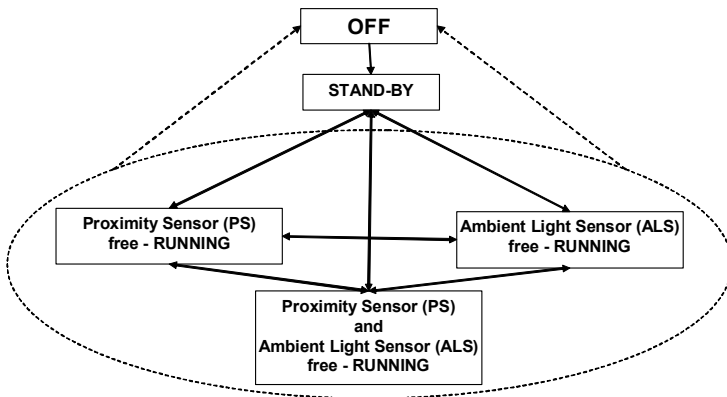 OFF
STAND-BY
Proximity Sensor (PS)
free - RUNNING
Ambient Light Sensor (ALS)
free - RUNNING
Proximity Sensor (PS)
and
Ambient Light Sensor (ALS)
free - RUNNING